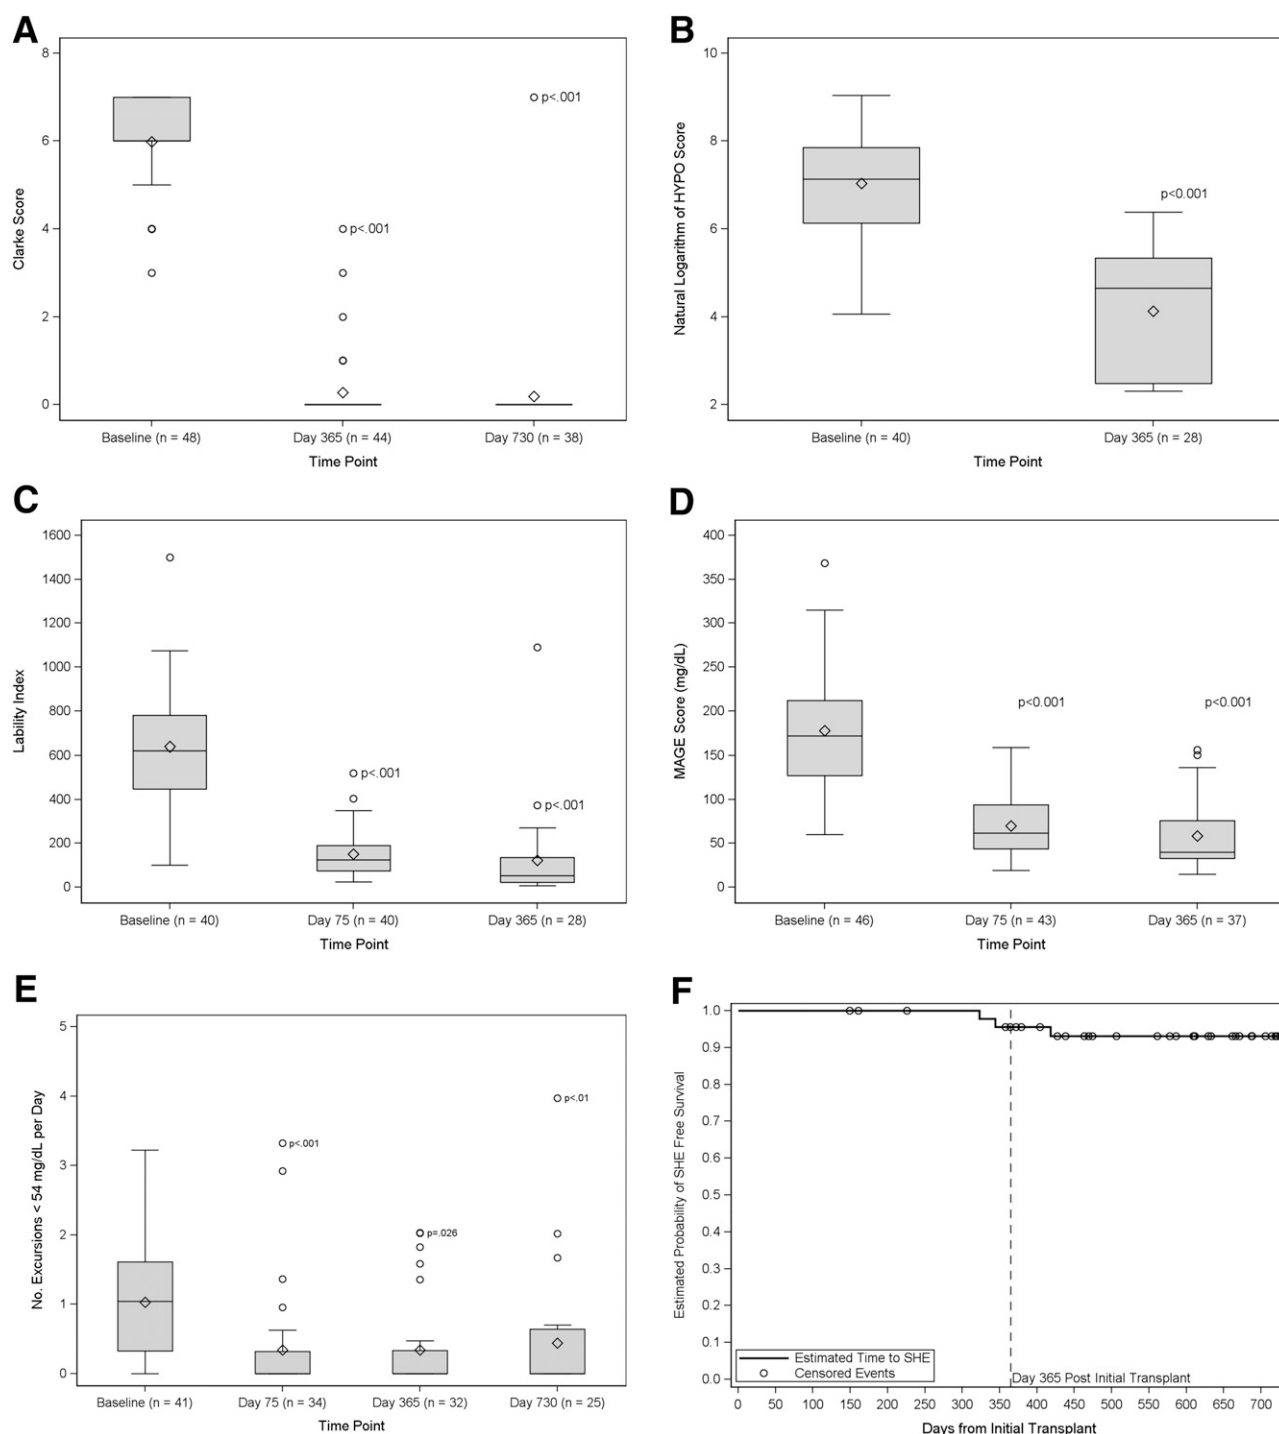 A
8
6
4
2
0
Clarke Score
p<.001
p<.001
Baseline (n = 48)
Day 365 (n = 44)
Day 730 (n = 38)
Time Point
B
10
8
6
4
2
Natural Logarithm of HYPO Score
p<0.001
Baseline (n = 40)
Day 365 (n = 28)
Time Point
C
1600
1400
1200
1000
800
600
400
200
0
Lability Index
p<.001
p<.001
Baseline (n = 40)
Day 75 (n = 40)
Day 365 (n = 28)
Time Point
D
400
350
300
250
200
150
100
50
0
MAGE Score (mg/dL)
p<0.001
p<0.001
Baseline (n = 46)
Day 75 (n = 43)
Day 365 (n = 37)
Time Point
E
5
4
3
2
1
0
No. Excursions < 54 mg/dL per Day
p<.001
p=.026
p<.01
Baseline (n = 41)
Day 75 (n = 34)
Day 365 (n = 32)
Day 730 (n = 25)
Time Point
F
1.0
0.9
0.8
0.7
0.6
0.5
0.4
0.3
0.2
0.1
0.0
Estimated Probability of SHE Free Survival
Estimated Time to SHE
Censored Events
Day 365 Post Initial Transplant
0 50 100 150 200 250 300 350 400 450 500 550 600 650 700
Days from Initial Transplant